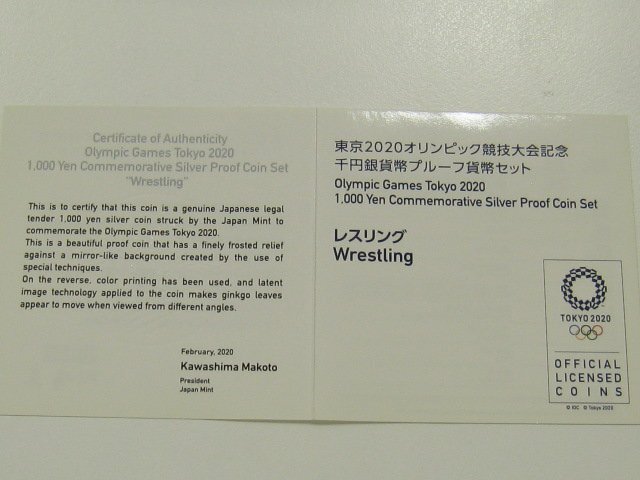 Certificate of Authenticity
Olympic Games Tokyo 2020
1,000 Yen Commemorative Silver Proof Coin Set
"Wrestling"
This is to certify that this coin is a genuine Japanese legal
tender 1,000 yen silver coin struck by the Japan Mint to
commemorate the Olympic Games Tokyo 2020.
This is a beautiful proof coin that has a finely frosted relief
against a mirror-like background created by the use of
special techniques.
On the reverse, color printing has been used, and latent
image technology applied to the coin makes ginkgo leaves
appear to move when viewed from different angles.
February, 2020
Kawashima Makoto
President
Japan Mint
東京2020オリンピック競技大会記念
千円銀貨幣プルーフ貨幣セット
Olympic Games Tokyo 2020
1,000 Yen Commemorative Silver Proof Coin Set
レスリング
Wrestling
TOKYO 2020
OFFICIAL
LICENSED
COINS
© IOC © Tokyo 2020